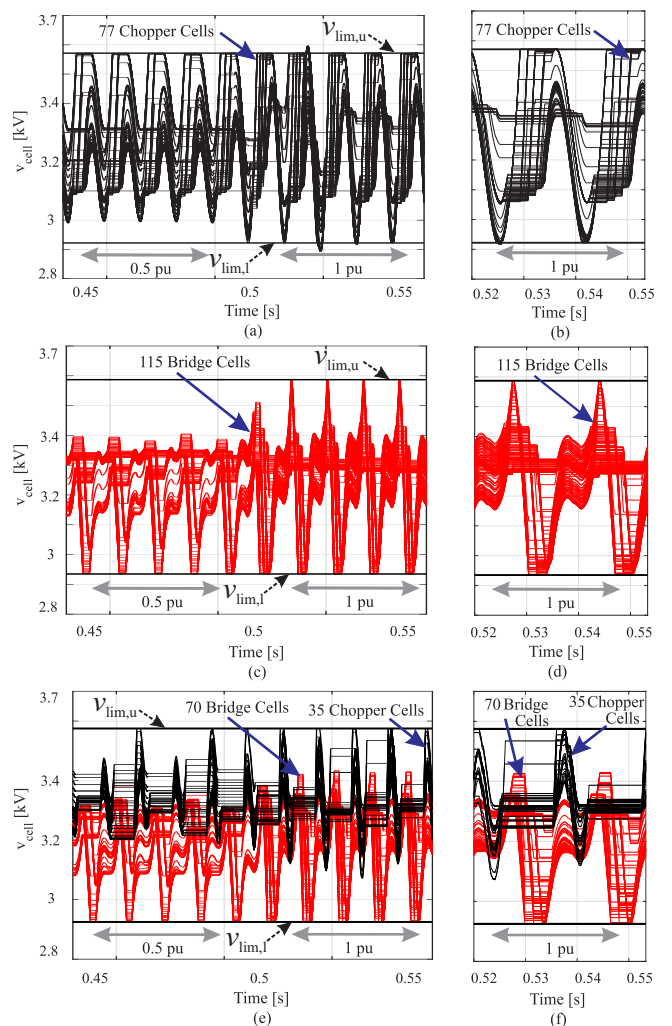 3.7
77 Chopper Cells
v_lim,u
77 Chopper Cells
3.4
v_cell [kV]
3.2
3
2.8
0.5 pu
v_lim,l
1 pu
1 pu
0.45
0.5
0.55
0.52
0.53
0.54
0.55
Time [s]
Time [s]
(a)
(b)
3.7
115 Bridge Cells
v_lim,u
115 Bridge Cells
3.4
v_cell [kV]
3.2
3
2.8
0.5 pu
v_lim,l
1 pu
1 pu
0.45
0.5
0.55
0.52
0.53
0.54
0.55
Time [s]
Time [s]
(c)
(d)
3.7
v_lim,u
70 Bridge Cells
35 Chopper Cells
70 Bridge
Cells
35 Chopper
Cells
3.4
v_cell [kV]
3.2
3
2.8
0.5 pu
v_lim,l
1 pu
1 pu
0.45
0.5
0.55
0.52
0.53
0.54
0.55
Time [s]
Time [s]
(e)
(f)